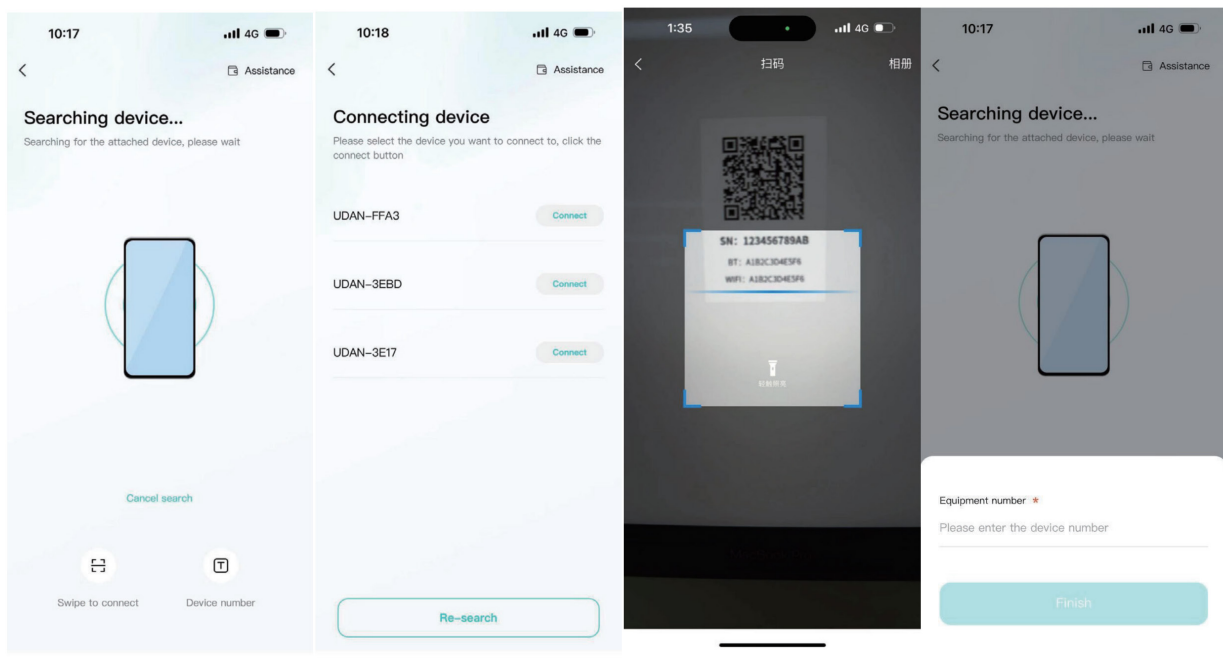 10:17
4G
Assistance
Searching device...
Searching for the attached device, please wait
Cancel search
Swipe to connect
T
Device number
10:18
4G
Assistance
Connecting device
Please select the device you want to connect to, click the
connect button
UDAN-FFA3
Connect
UDAN-3EBD
Connect
UDAN-3E17
Connect
Re-search
1:35
4G
扫码
相册
SN: 123456789AB
BT: A1B2C3D4E5F6
WIFI: A1B2C3D4E5F6
10:17
4G
Assistance
Searching device...
Searching for the attached device, please wait
Equipment number *
Please enter the device number
Finish